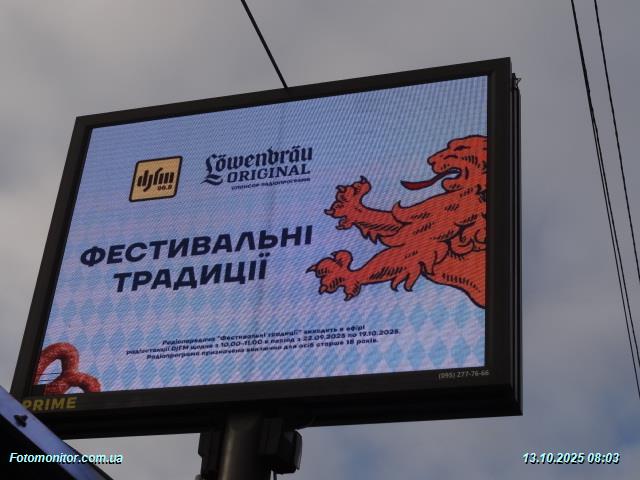 djfm
96.8
Löwenbräu
ORIGINAL
СПОНСОР РАДІОПРОГРАМИ
ФЕСТИВАЛЬНІ
ТРАДИЦІЇ
Радіопередача "Фестивальні традиції" виходить в ефірі
радіостанції DJFM щодня з 10.00-11.00 в період з 22.09.2025 по 19.10.2025.
Радіопрограма призначена виключно для осіб старше 18 років.
(095) 277-76-66
PRIME
Fotomonitor.com.ua
13.10.2025 08:03